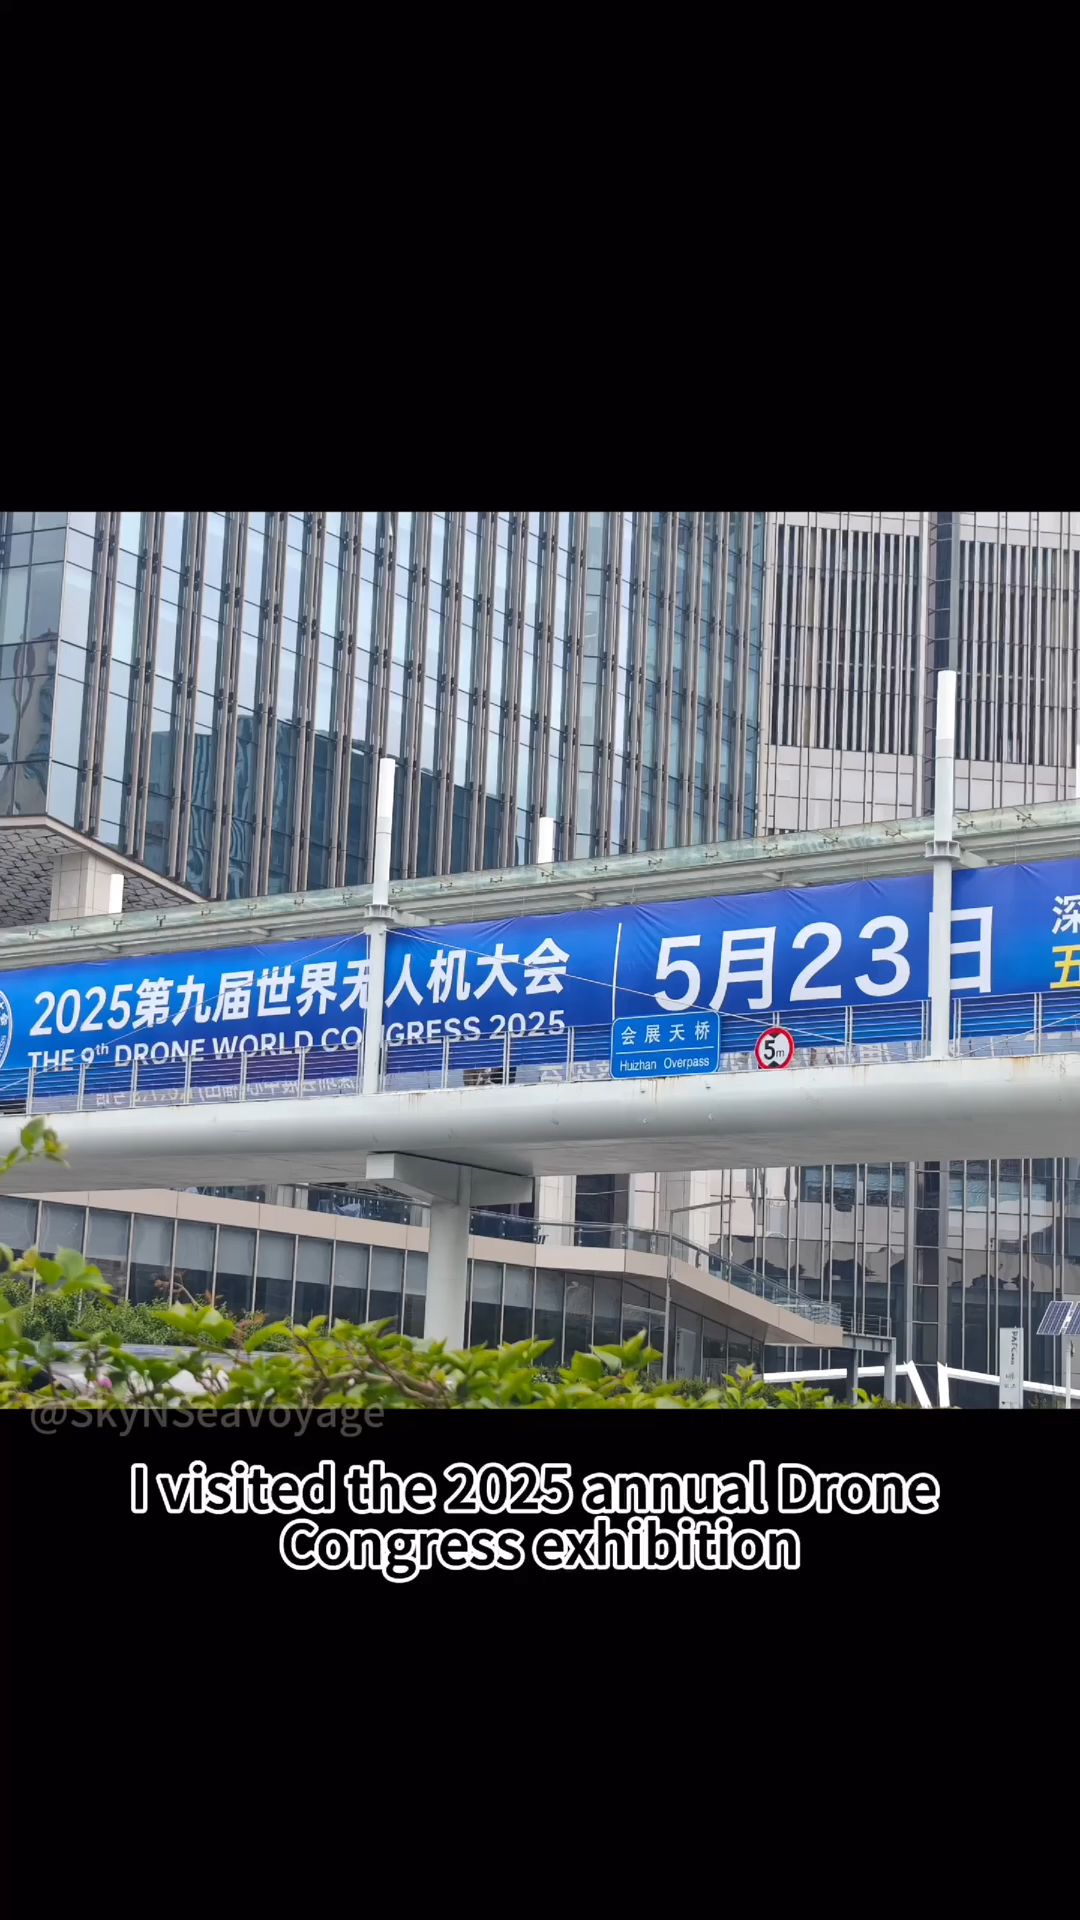 2025第九届世界无人机大会
THE 9th DRONE WORLD CONGRESS 2025
5月23日
深
五
会展天桥
Huizhan Overpass
5m
@SkyNSeaVoyage
I visited the 2025 annual Drone
Congress exhibition